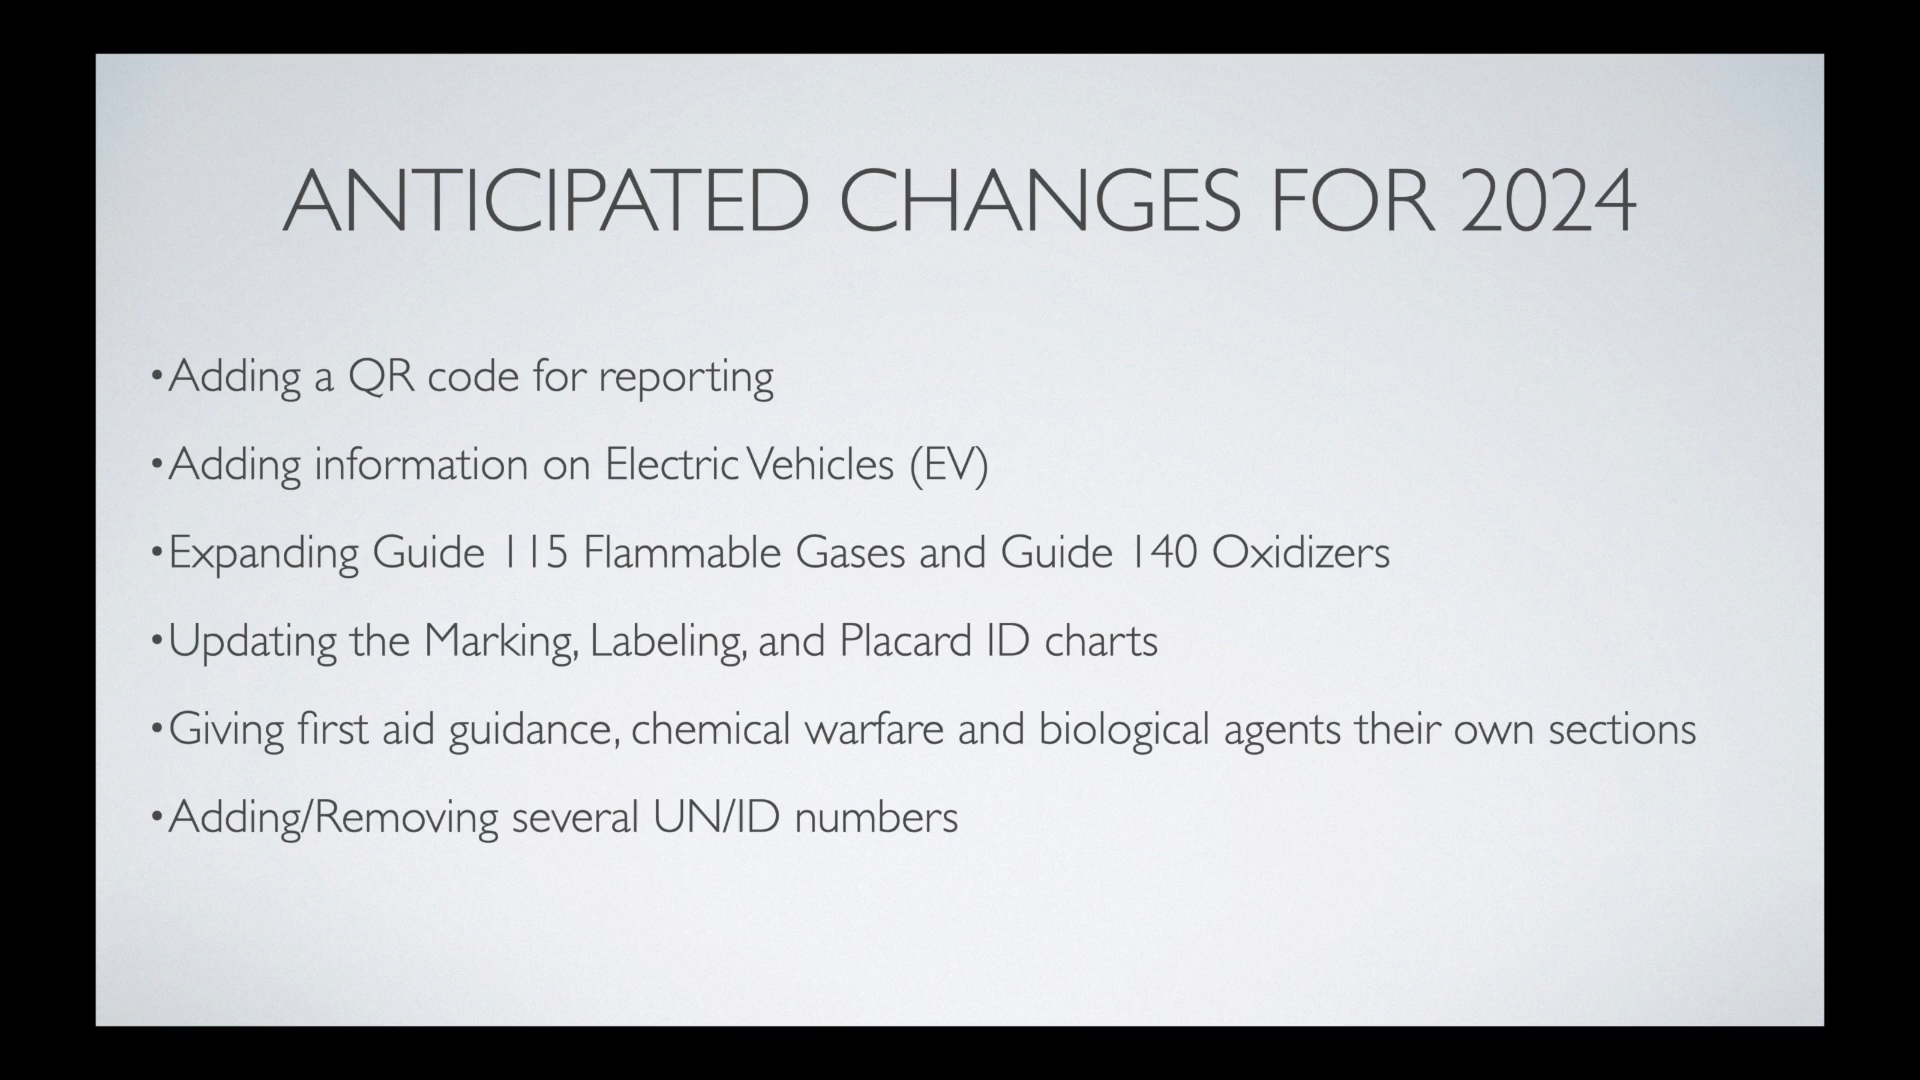 ANTICIPATED CHANGES FOR 2024
•Adding a QR code for reporting
•Adding information on Electric Vehicles (EV)
•Expanding Guide 115 Flammable Gases and Guide 140 Oxidizers
•Updating the Marking, Labeling, and Placard ID charts
•Giving first aid guidance, chemical warfare and biological agents their own sections
•Adding/Removing several UN/ID numbers